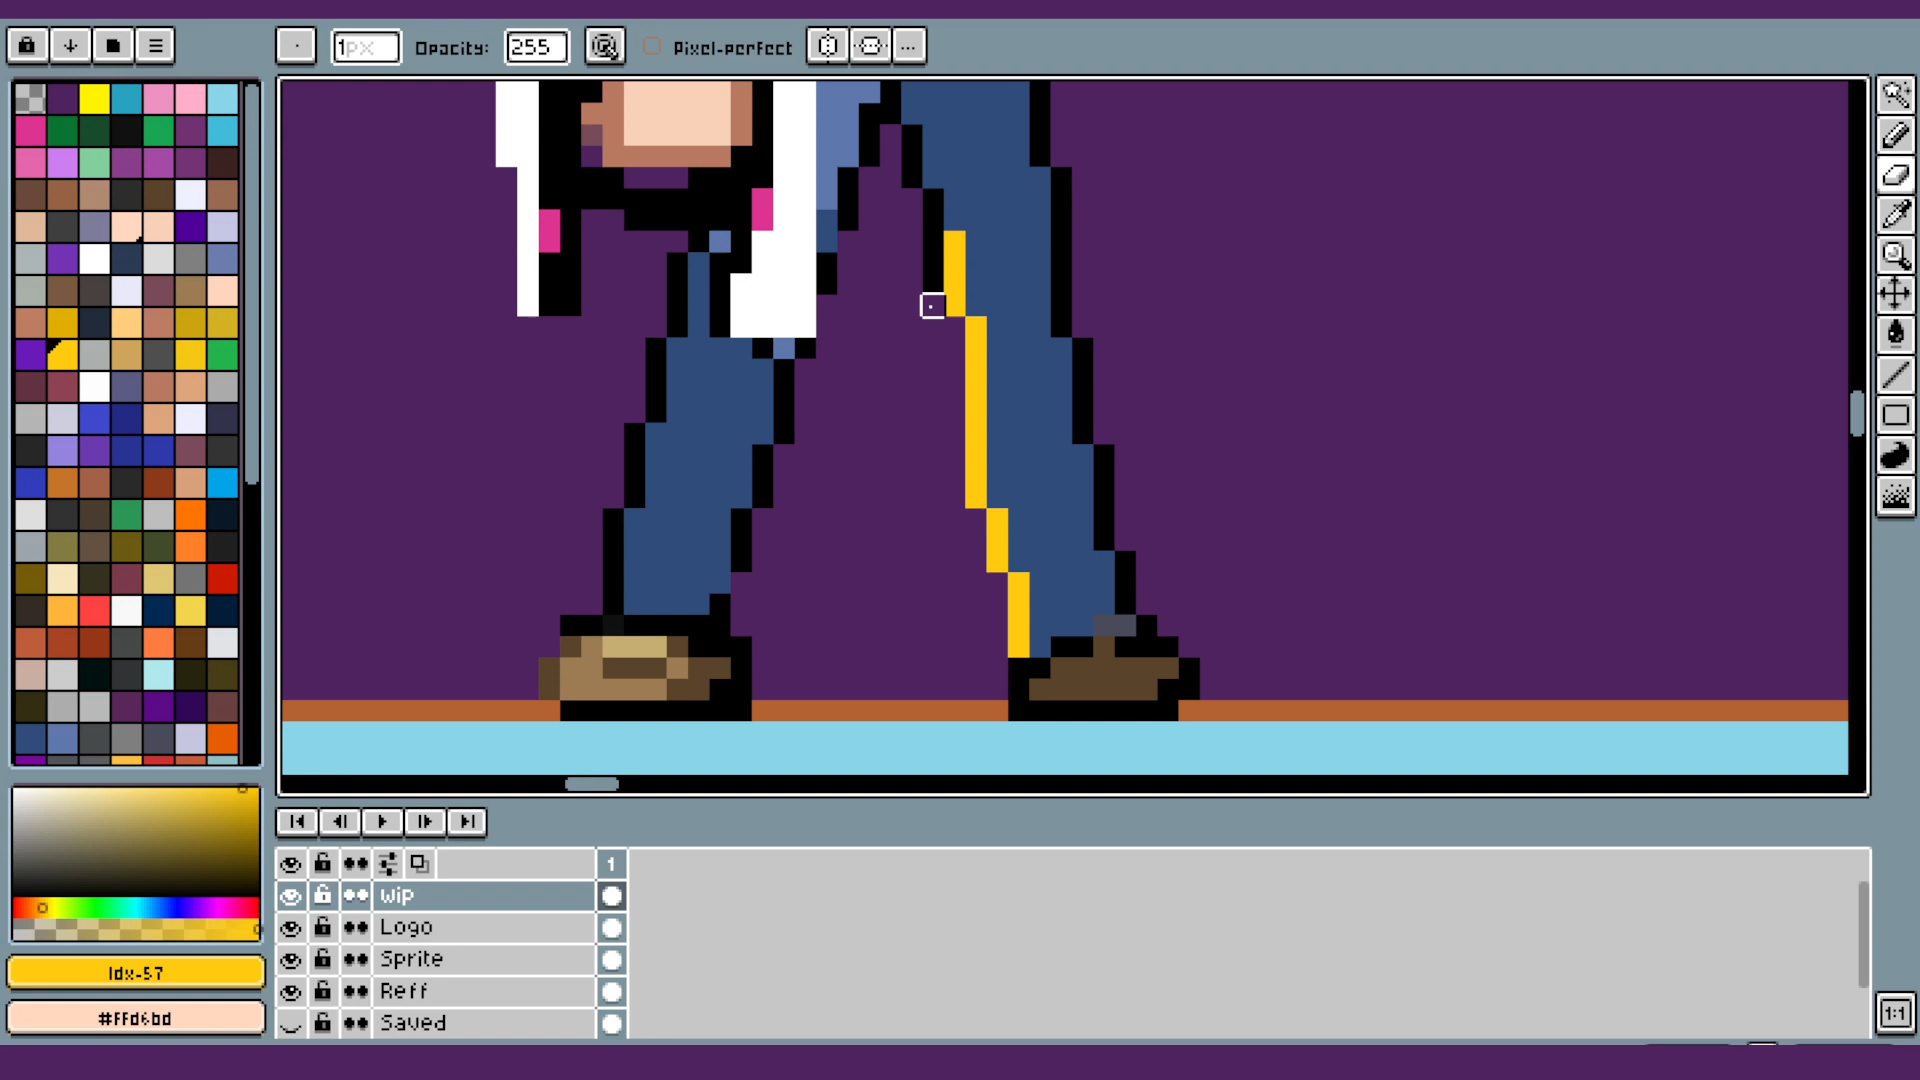 1px Opacity: 255 Pixel-perfect ...
1
wip
Logo
Sprite
Reff
Saved
Idx-57
#ffd6bd
1:1